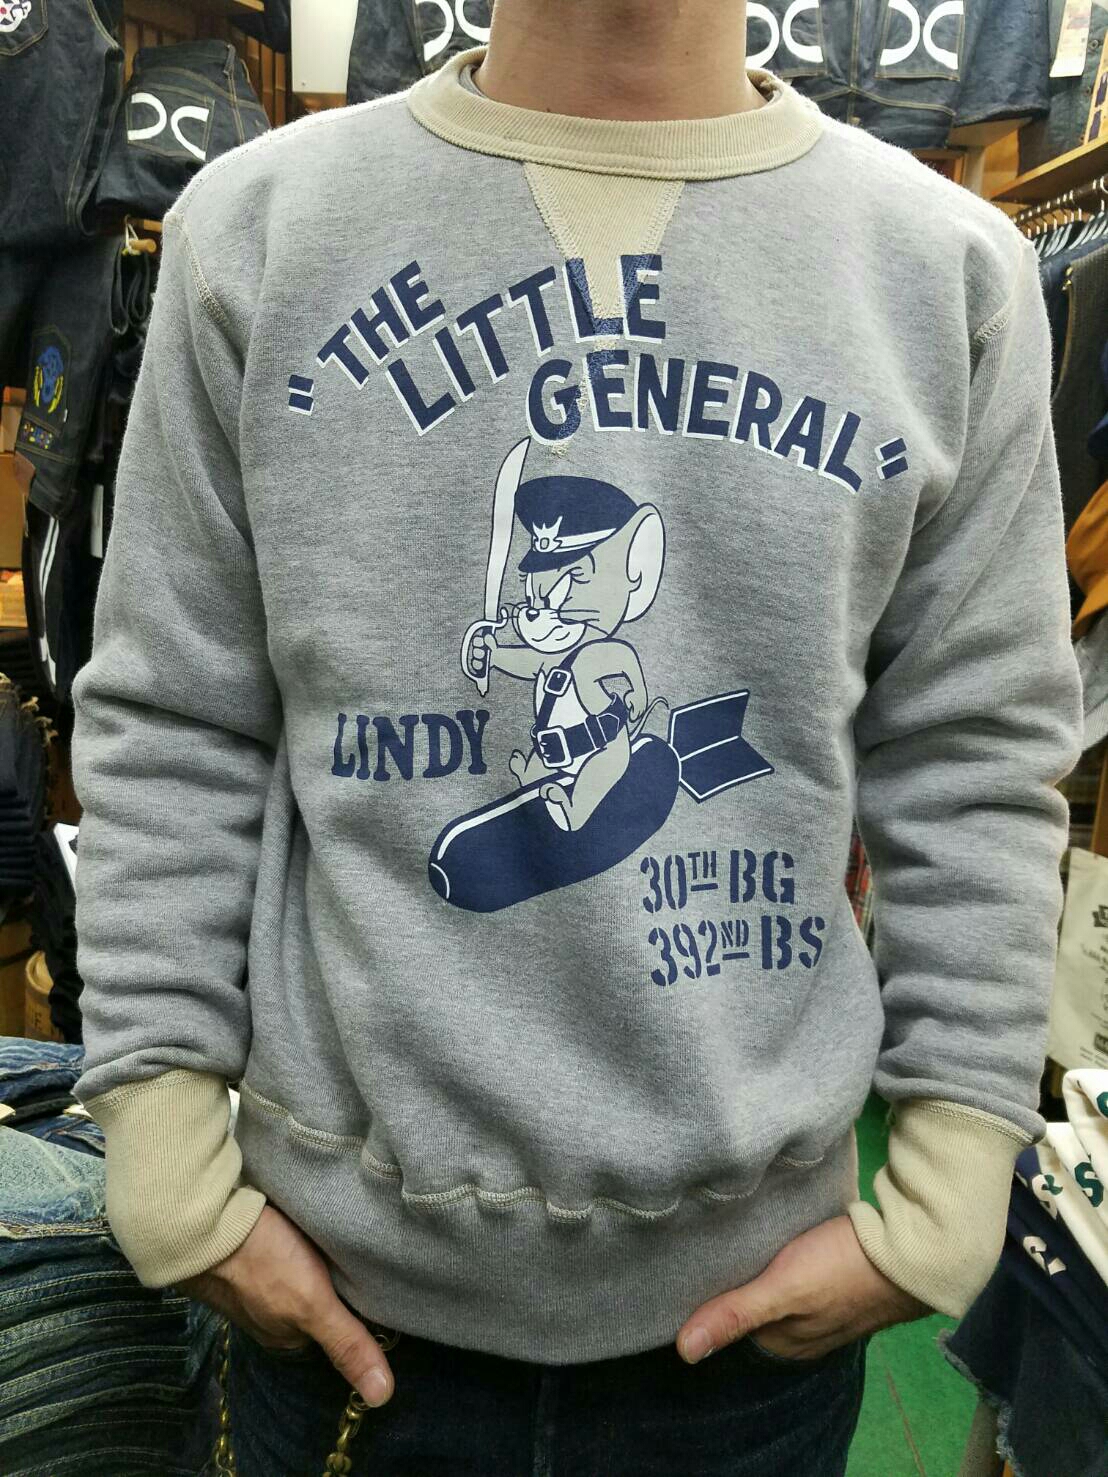 "THE
LITTLE
GENERAL"
LINDY
30TH BG
392ND BS